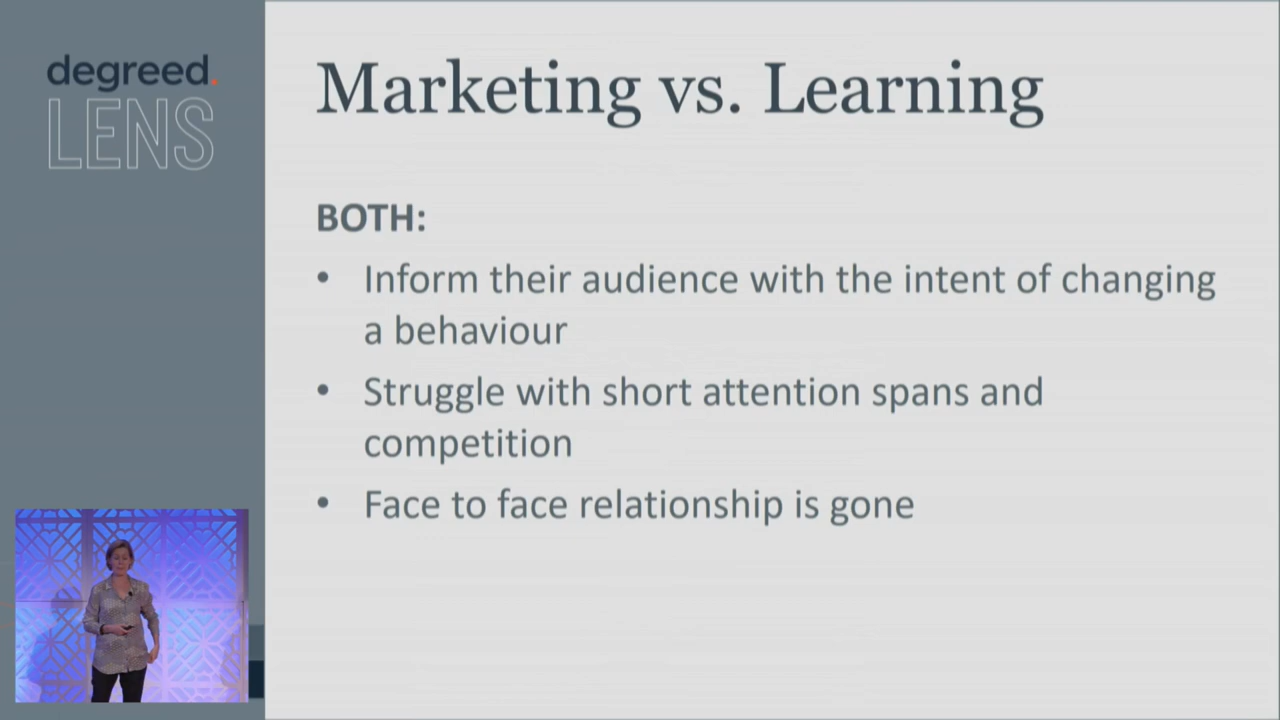 degreed.
LENS
Marketing vs. Learning
BOTH:
• Inform their audience with the intent of changing
a behaviour
• Struggle with short attention spans and
competition
• Face to face relationship is gone